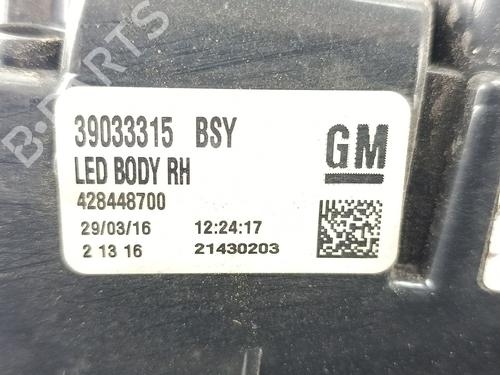 39033315 BSY
GM
LED BODY RH
428448700
29/03/16 12:24:17
2 13 16 21430203
B-PARTS